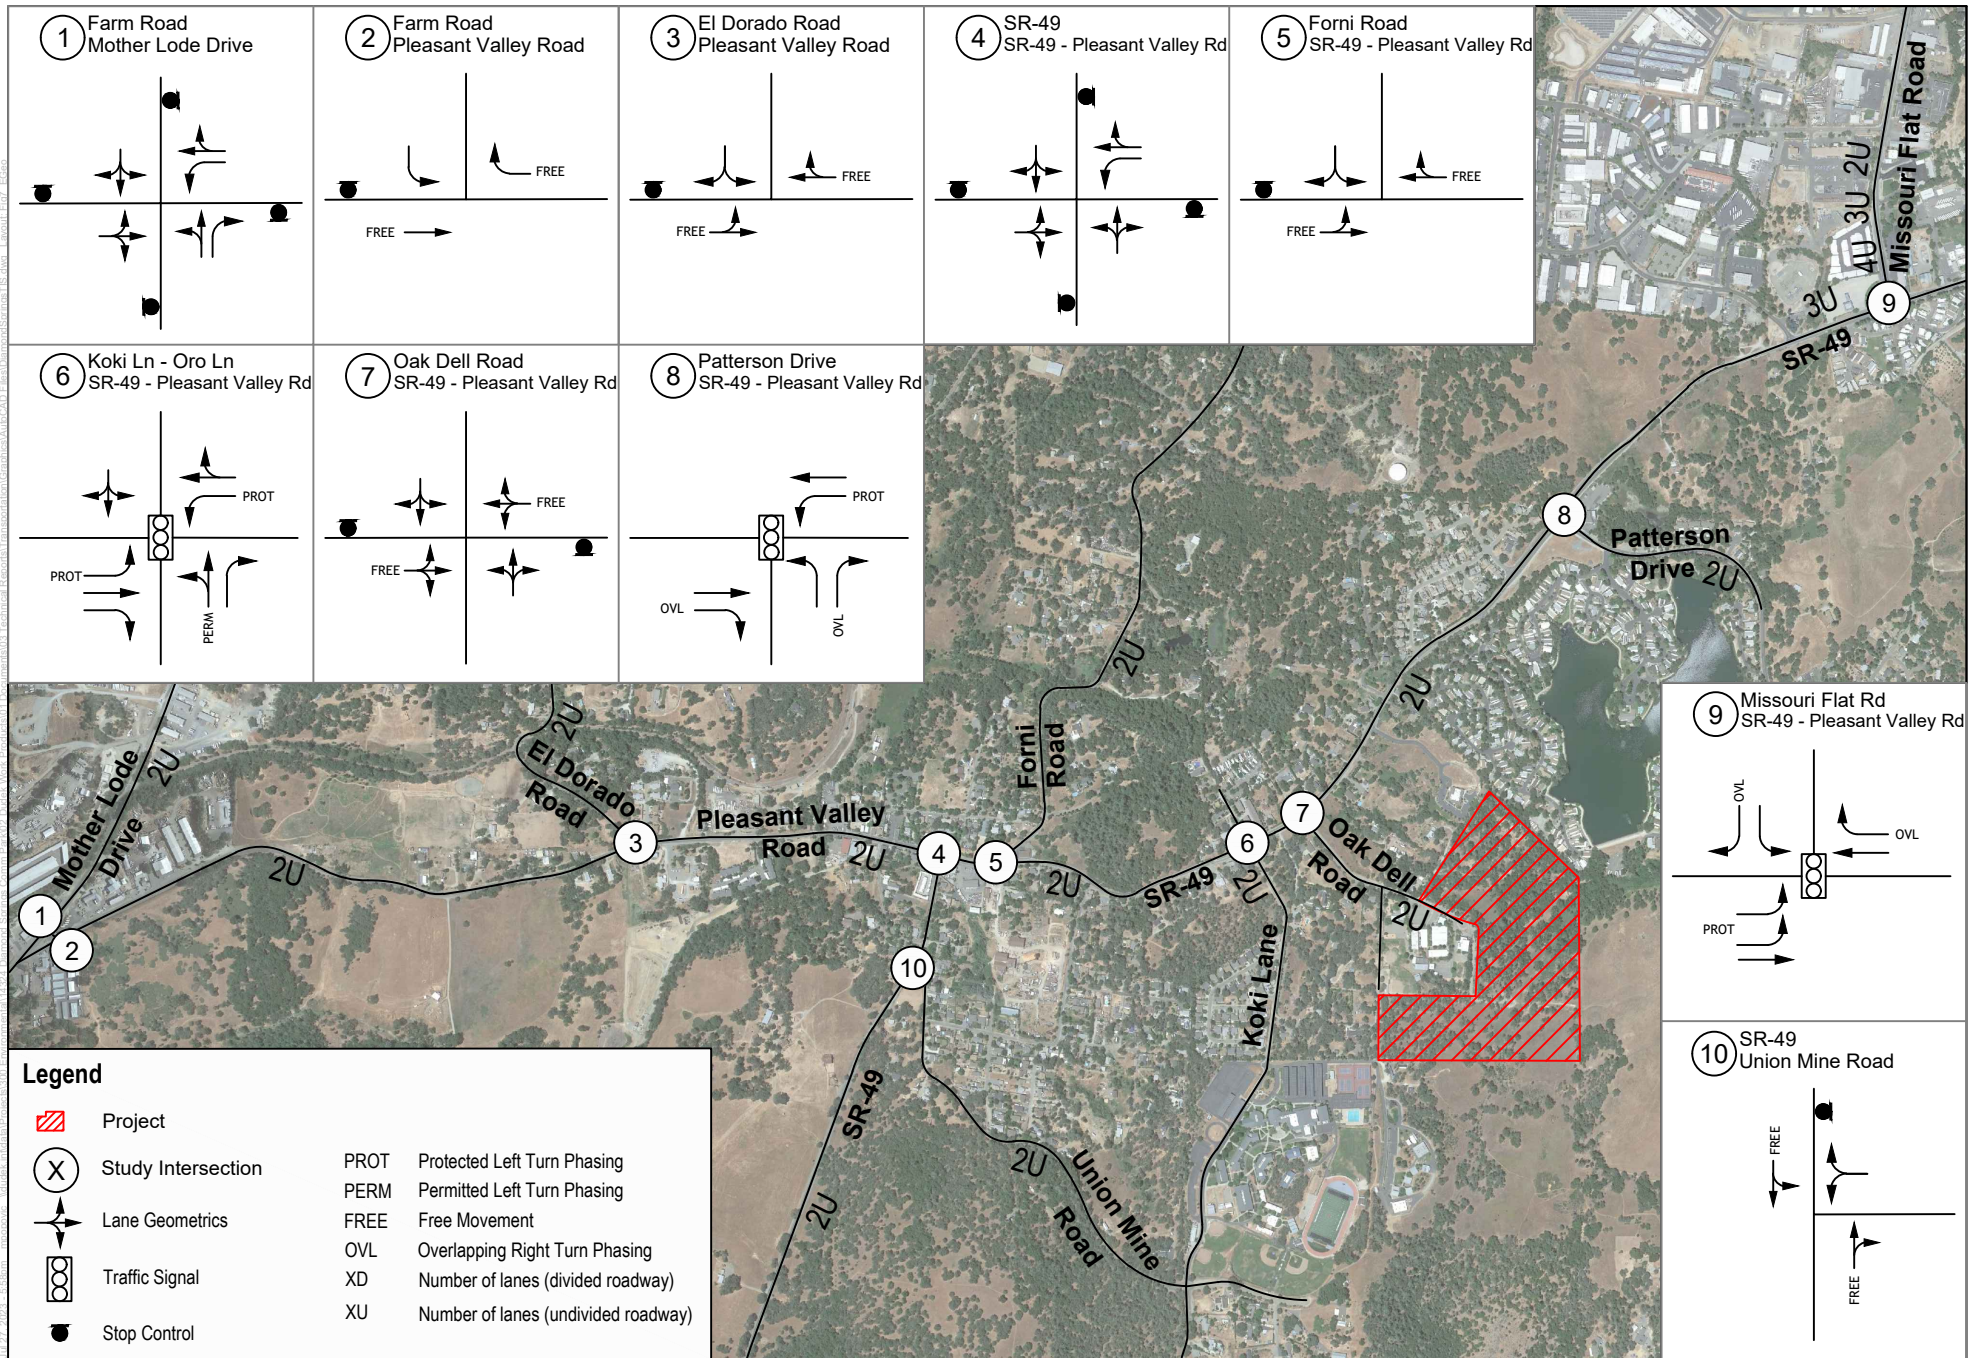 1
Farm Road
Mother Lode Drive
2
Farm Road
Pleasant Valley Road
FREE
FREE
3
El Dorado Road
Pleasant Valley Road
FREE
FREE
4
SR-49
SR-49 - Pleasant Valley Rd
5
Forni Road
SR-49 - Pleasant Valley Rd
FREE
FREE
6
Koki Ln - Oro Ln
SR-49 - Pleasant Valley Rd
PROT
PROT
PERM
7
Oak Dell Road
SR-49 - Pleasant Valley Rd
FREE
FREE
8
Patterson Drive
SR-49 - Pleasant Valley Rd
PROT
OVL
OVL
9
Missouri Flat Rd
SR-49 - Pleasant Valley Rd
OVL
OVL
PROT
10
SR-49
Union Mine Road
FREE
FREE
Missouri Flat Road
2U
3U
4U
9
3U
SR-49
8
Patterson
Drive
2U
2U
2U
Forni
Road
7
6
Oak Dell
Road
2U
2U
Koki Lane
SR-49
2U
5
4
Pleasant Valley
Road
2U
3
El Dorado
Road
2U
2U
Mother Lode
Drive
2U
1
2
10
SR-49
2U
2U
Union Mine
Road
Legend
Project
X
Study Intersection
Lane Geometrics
Traffic Signal
Stop Control
PROT Protected Left Turn Phasing
PERM Permitted Left Turn Phasing
FREE Free Movement
OVL Overlapping Right Turn Phasing
XD Number of lanes (divided roadway)
XU Number of lanes (undivided roadway)